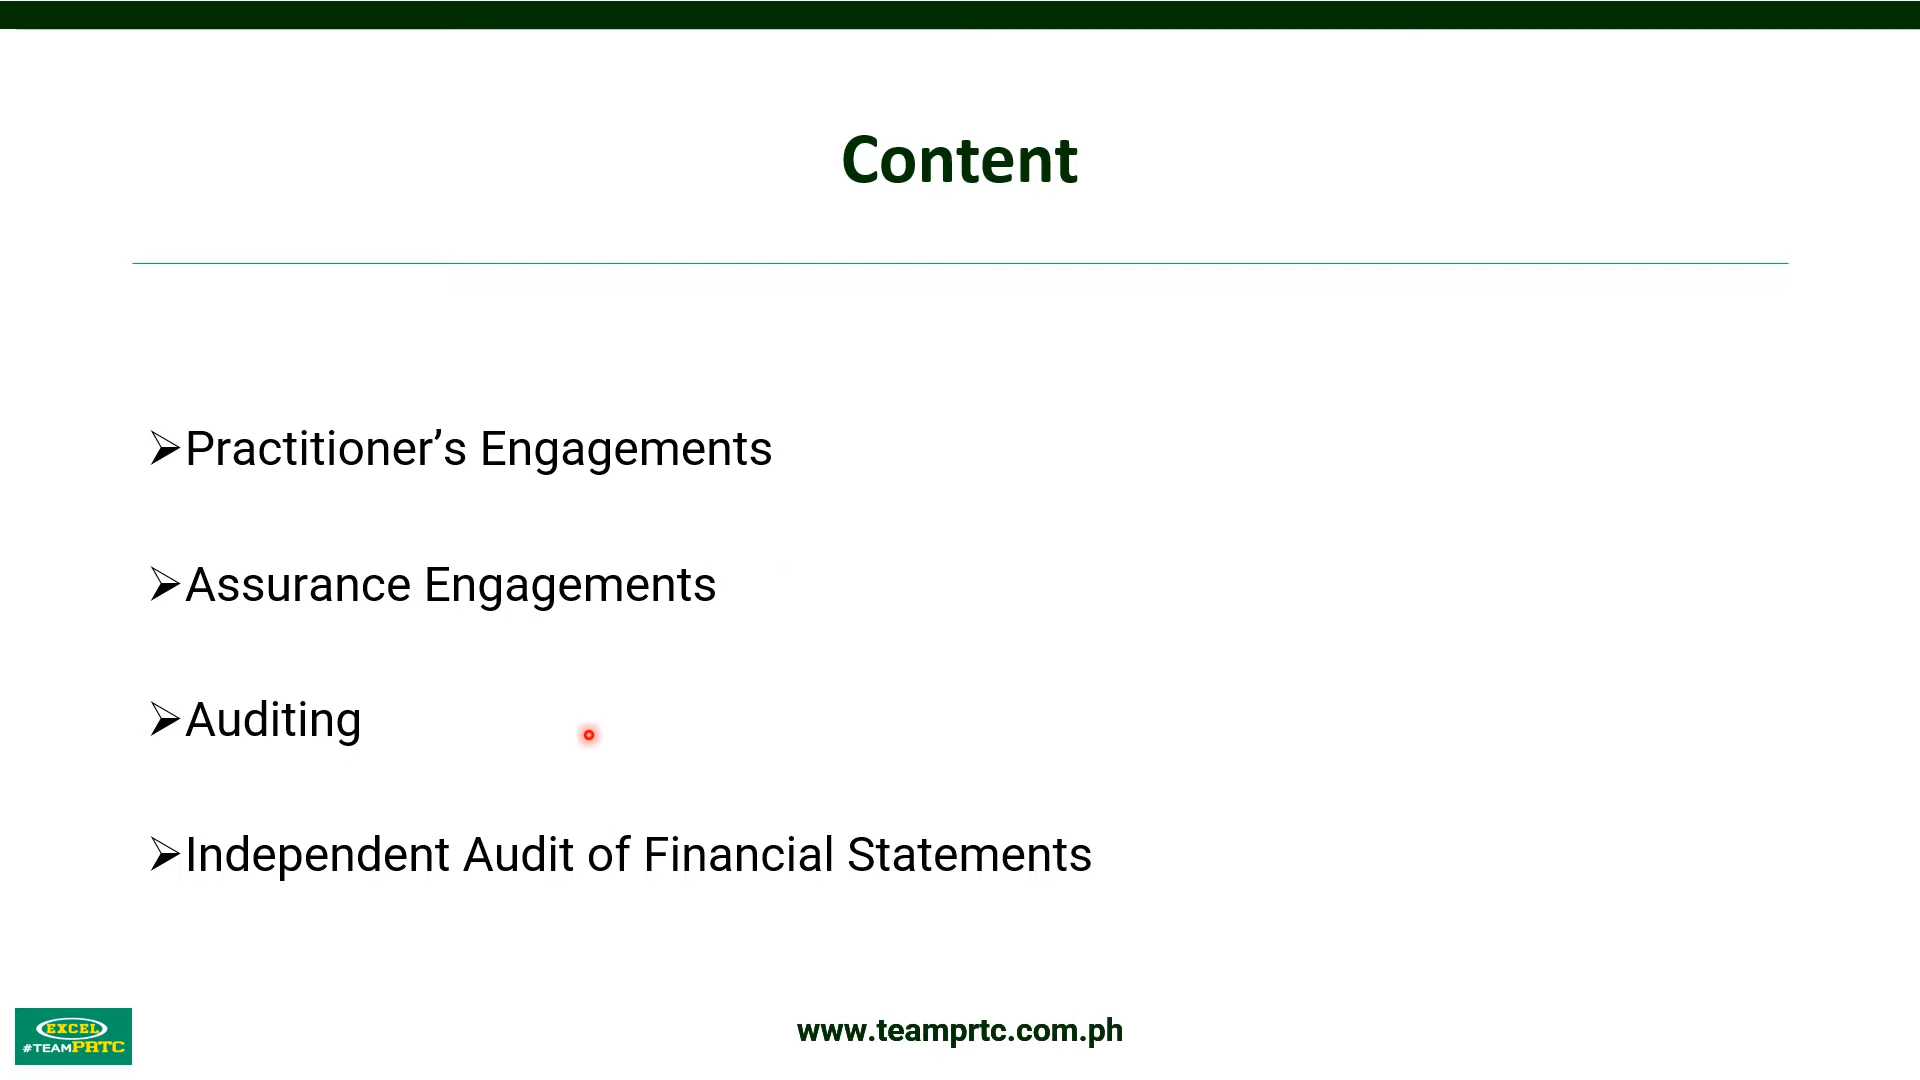 Content
➢Practitioner’s Engagements
➢Assurance Engagements
➢Auditing
➢Independent Audit of Financial Statements
EXCEL
#TEAMPRTC
www.teamprtc.com.ph